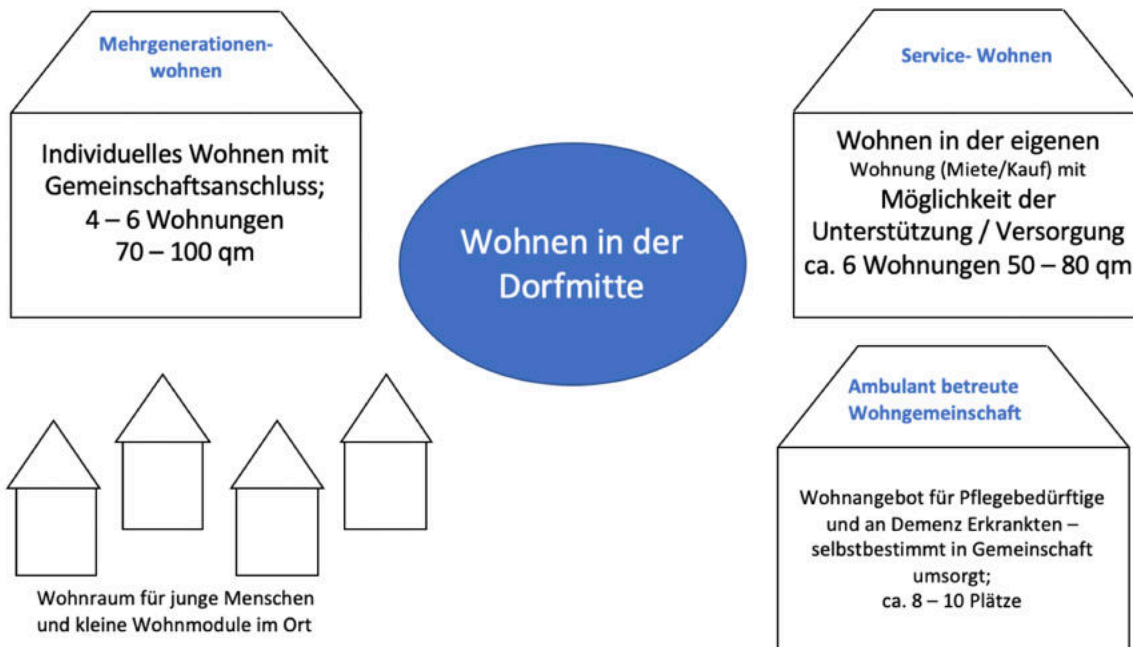 Mehrgenerationen-
wohnen
Individuelles Wohnen mit
Gemeinschaftsanschluss;
4 – 6 Wohnungen
70 – 100 qm
Wohnen in der
Dorfmitte
Service- Wohnen
Wohnen in der eigenen
Wohnung (Miete/Kauf) mit
Möglichkeit der
Unterstützung / Versorgung
ca. 6 Wohnungen 50 – 80 qm
Wohnraum für junge Menschen
und kleine Wohnmodule im Ort
Ambulant betreute
Wohngemeinschaft
Wohnangebot für Pflegebedürftige
und an Demenz Erkrankten –
selbstbestimmt in Gemeinschaft
umsorgt;
ca. 8 – 10 Plätze